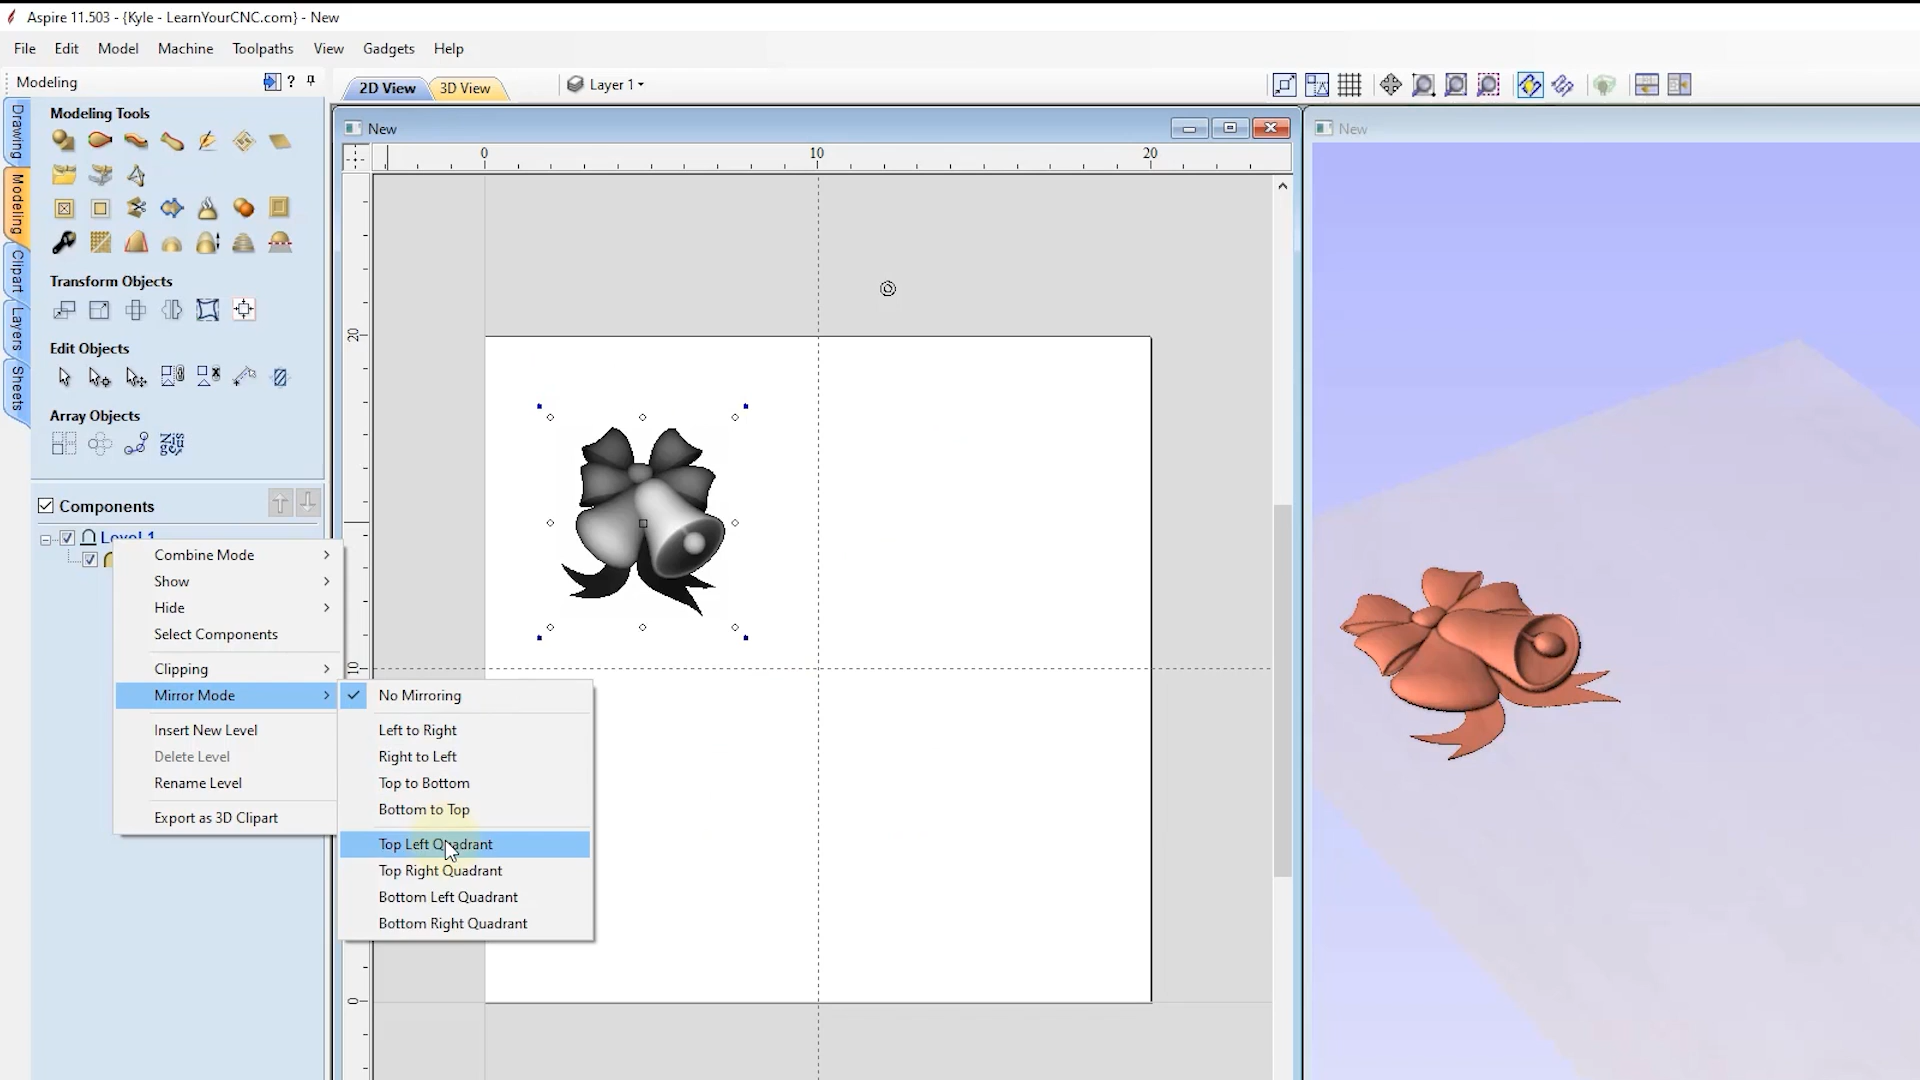 Aspire 11.503 - {Kyle - LearnYourCNC.com} - New
File Edit Model Machine Toolpaths View Gadgets Help
Modeling ?
2D View 3D View Layer 1
Drawing
Modeling
Clipart
Layers
Sheets
Modeling Tools
Transform Objects
Edit Objects
Array Objects
Components
Level 1
Combine Mode
Show
Hide
Select Components
Clipping
Mirror Mode
Insert New Level
Delete Level
Rename Level
Export as 3D Clipart
No Mirroring
Left to Right
Right to Left
Top to Bottom
Bottom to Top
Top Left Quadrant
Top Right Quadrant
Bottom Left Quadrant
Bottom Right Quadrant
New
0 10 20
20
10
0
New